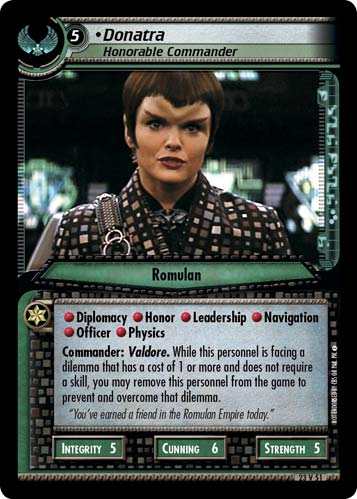 5
•Donatra
Honorable Commander
Romulan
Diplomacy Honor Leadership Navigation
Officer Physics
Commander: Valdore. While this personnel is facing a
dilemma that has a cost of 1 or more and does not require
a skill, you may remove this personnel from the game to
prevent and overcome that dilemma.
"You've earned a friend in the Romulan Empire today."
INTEGRITY 5 CUNNING 6 STRENGTH 5
23 V 51